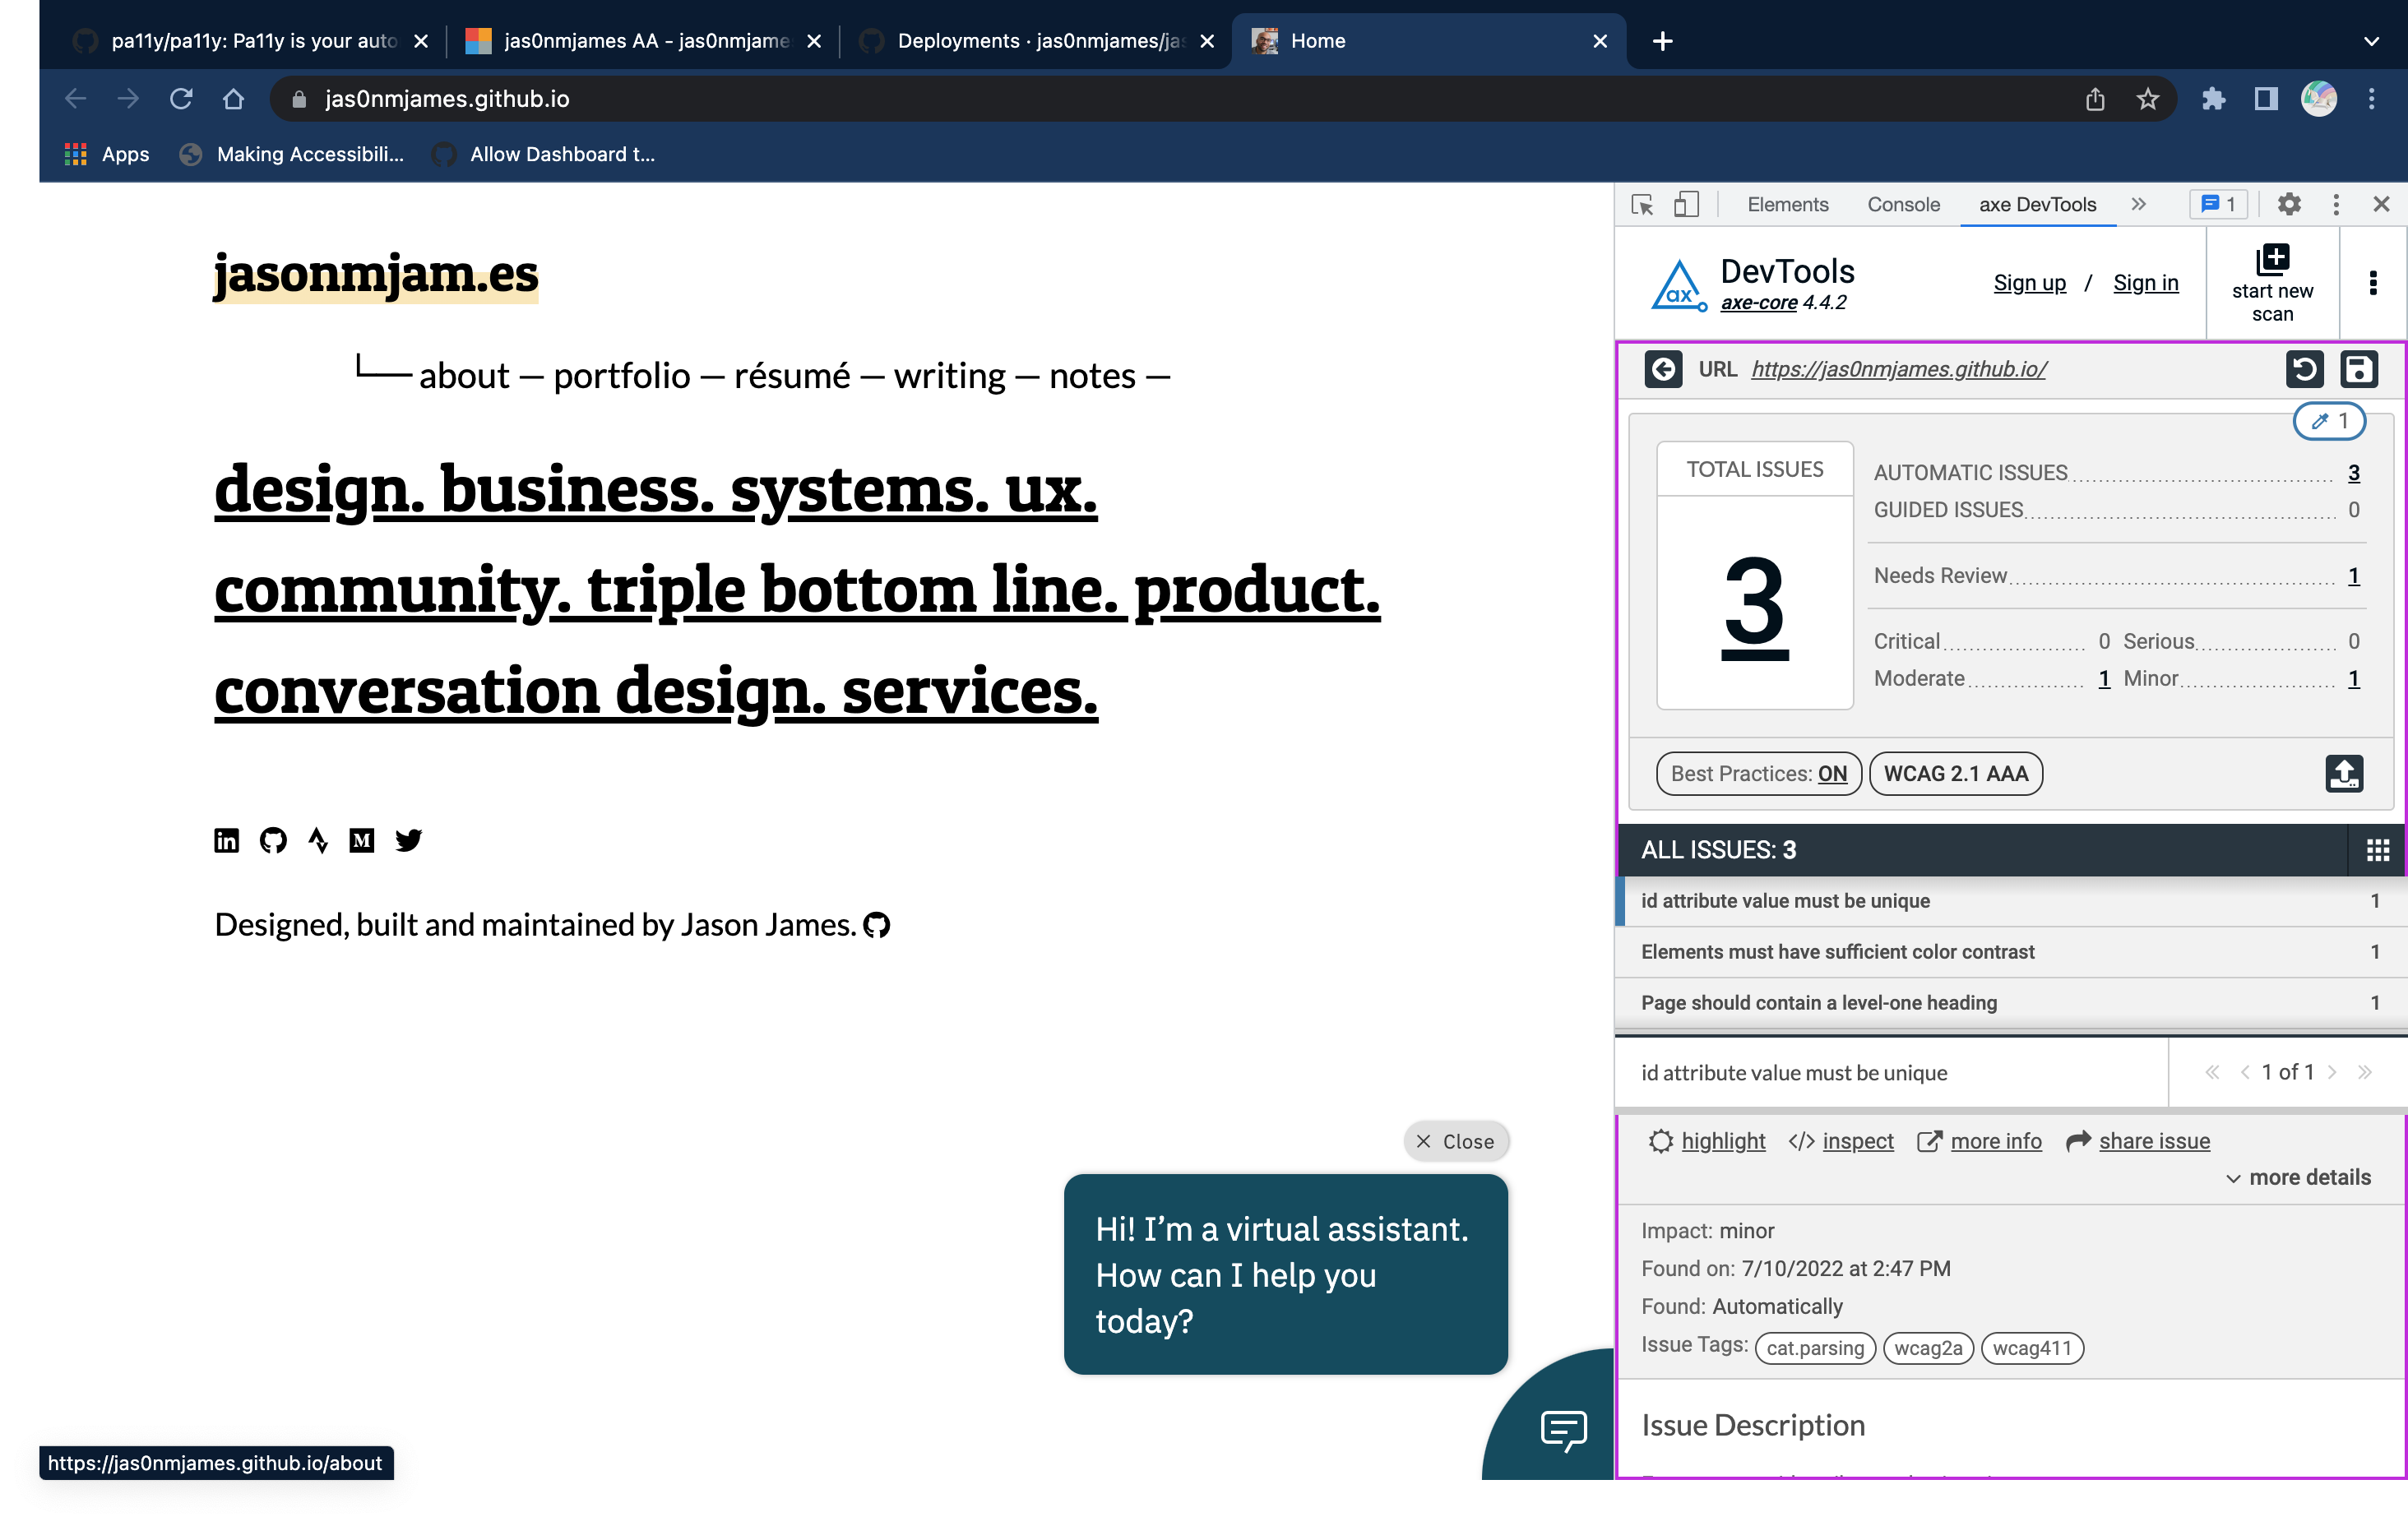 pa11y/pa11y: Pa11y is your auto
jas0nmjames AA - jas0nmjame
Deployments · jas0nmjames/ja
Home
jas0nmjames.github.io
Apps
Making Accessibili...
Allow Dashboard t...
jasonmjam.es
about — portfolio — résumé — writing — notes —
design. business. systems. ux.
community. triple bottom line. product.
conversation design. services.
Designed, built and maintained by Jason James.
× Close
Hi! I’m a virtual assistant.
How can I help you
today?
https://jas0nmjames.github.io/about
Elements Console axe DevTools » 1
DevTools
axe-core 4.4.2
Sign up / Sign in
start new
scan
URL https://jas0nmjames.github.io/
1
TOTAL ISSUES
3
AUTOMATIC ISSUES 3
GUIDED ISSUES 0
Needs Review 1
Critical 0 Serious 0
Moderate 1 Minor 1
Best Practices: ON WCAG 2.1 AAA
ALL ISSUES: 3
id attribute value must be unique 1
Elements must have sufficient color contrast 1
Page should contain a level-one heading 1
id attribute value must be unique
« ‹ 1 of 1 › »
highlight </> inspect more info share issue
more details
Impact: minor
Found on: 7/10/2022 at 2:47 PM
Found: Automatically
Issue Tags: cat.parsing wcag2a wcag411
Issue Description